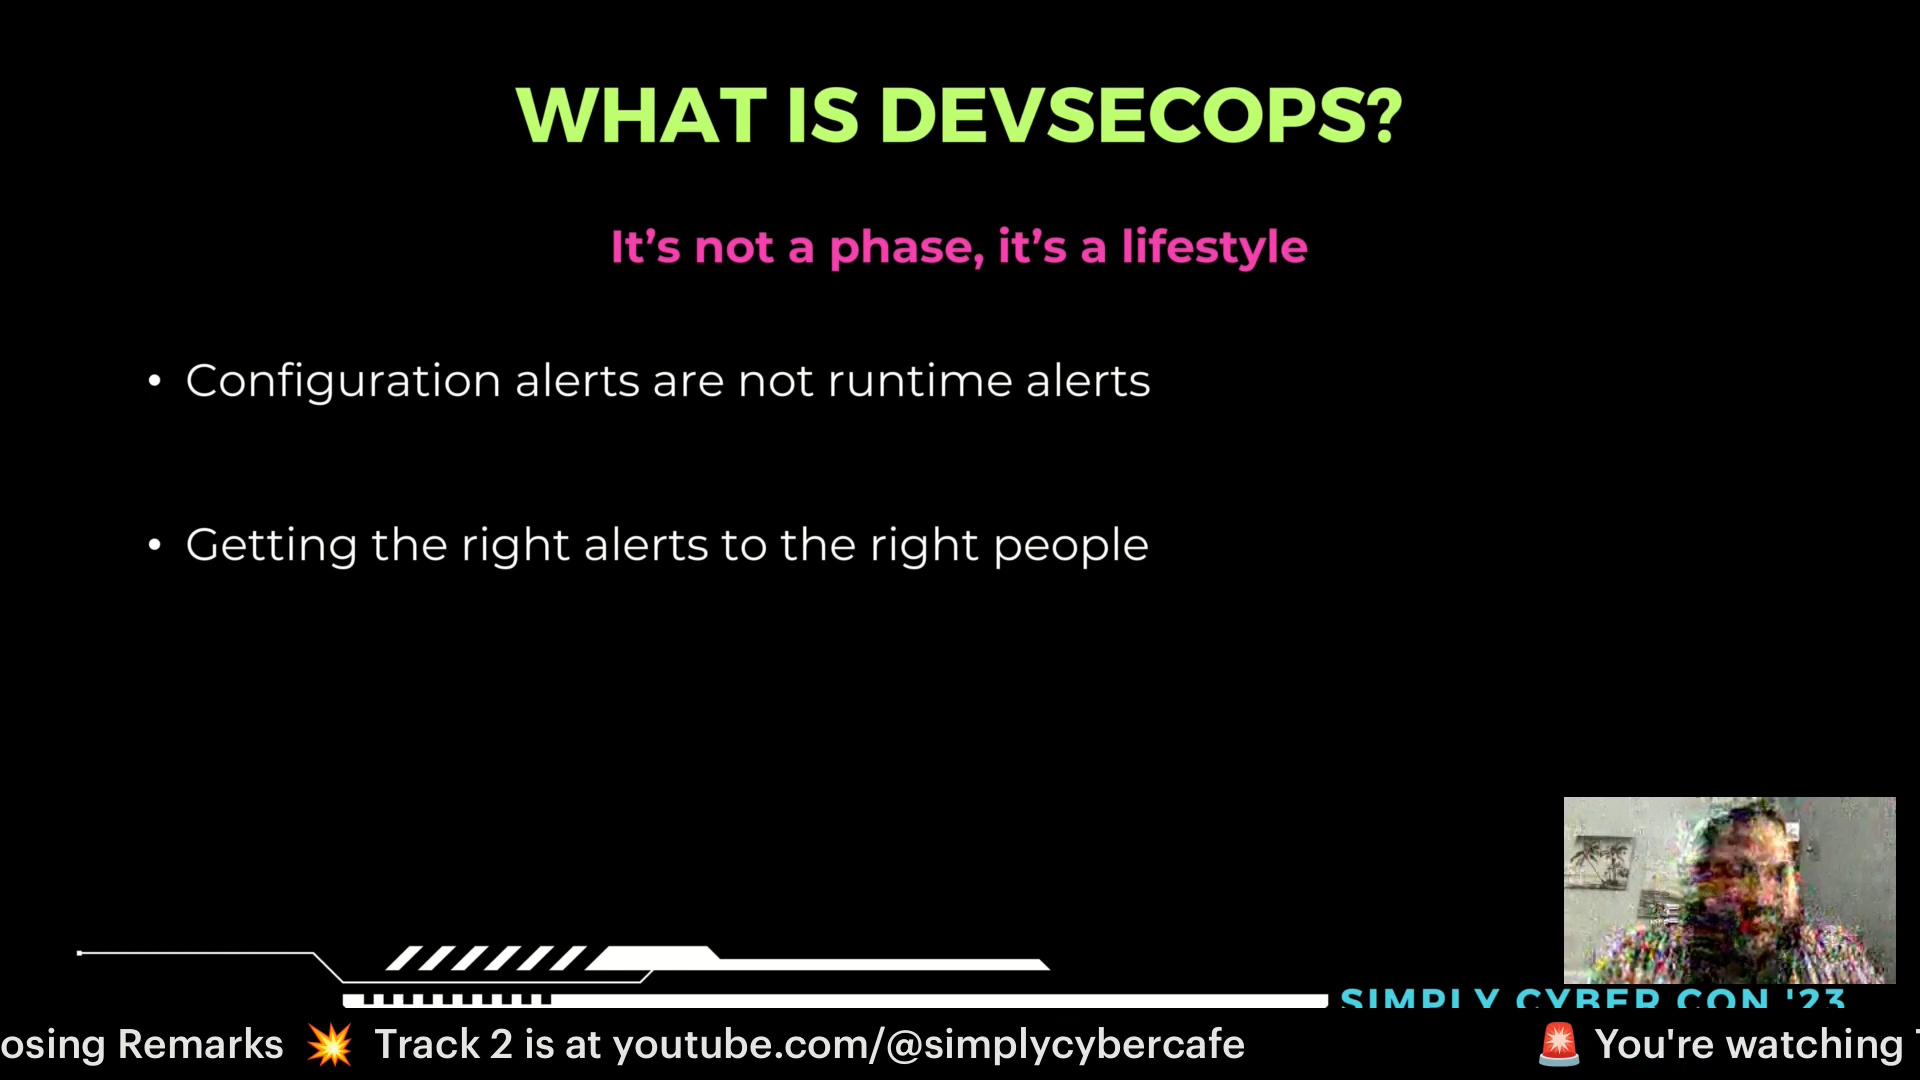 WHAT IS DEVSECOPS?
It’s not a phase, it’s a lifestyle
• Configuration alerts are not runtime alerts
• Getting the right alerts to the right people
SIMPLY CYBER CON '23
osing Remarks 💥 Track 2 is at youtube.com/@simplycybercafe 🚨 You're watching